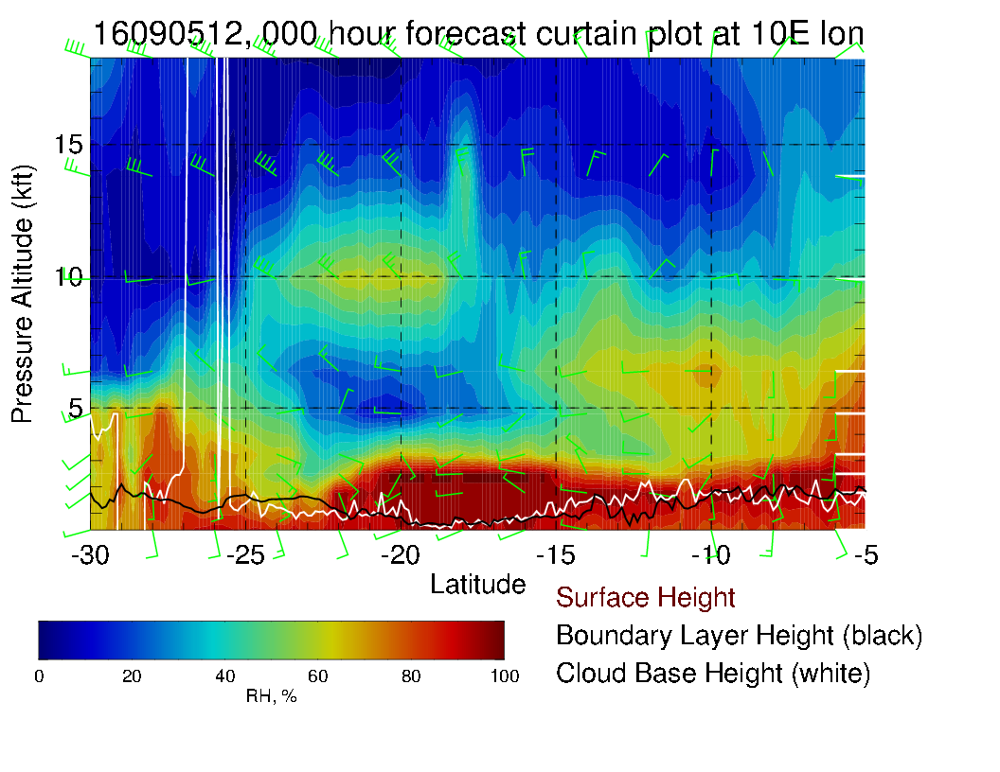 16090512, 000 hour forecast curtain plot at 10E lon
Pressure Altitude (kft)
15
10
5
-30 -25 -20 -15 -10 -5
Latitude
Surface Height
Boundary Layer Height (black)
Cloud Base Height (white)
0 20 40 60 80 100
RH, %